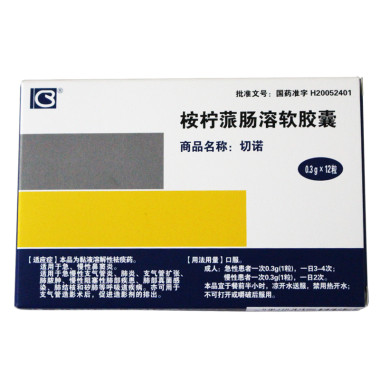 CB
批准文号：国药准字 H20052401
桉柠蒎肠溶软胶囊
商品名称：切诺
0.3g×12粒
【适应症】本品为黏液溶解性祛痰药。
适用于急、慢性鼻窦炎。
适用于急、慢性支气管炎、肺炎、支气管扩张、
肺脓肿、慢性阻塞性肺部疾患、肺部真菌感
染、肺结核和矽肺等呼吸道疾病。亦可用于
支气管造影术后，促进造影剂的排出。
【用法用量】口服。
成人：急性患者一次0.3g(1粒)，一日3-4次；
慢性患者一次0.3g(1粒)，一日2次。
本品宜于餐前半小时，凉开水送服，禁用热开水；
不可打开或嚼破后服用。